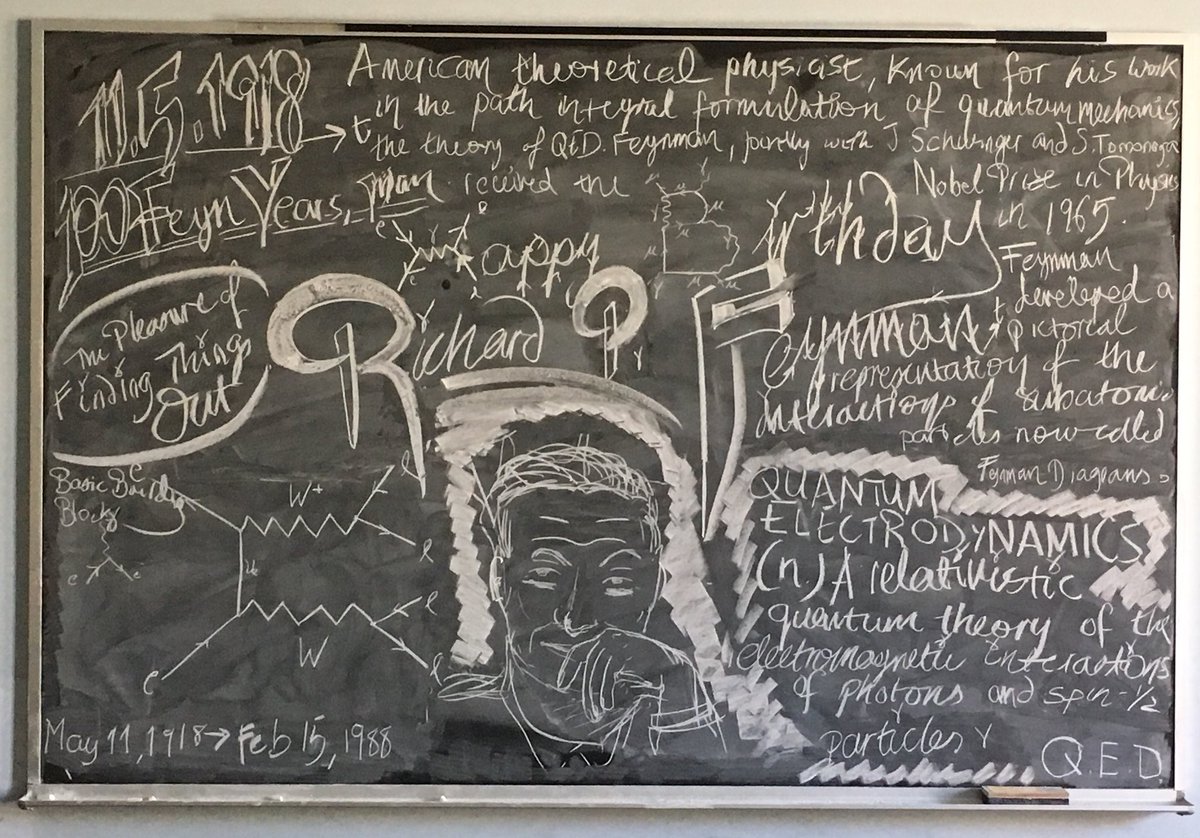 11.5.1918
100 Feyn Years, man
American theoretical physicist, known for his work
in the path integral formulation of quantum mechanics,
the theory of QED. Feynman, jointly with J Schwinger and S. Tomonaga
recieved the
Nobel Prize in Physics
in 1965.
Happy Birthday
Richard P Feynman
Feynman
developed a
pictorial
representation of the
interactions of subatomic
particles now called
Feynman Diagrams
The Pleasure of
Finding Things
Out
Basic Building
Blocks
e
e
e
W+
l
l
W
l
l
e
QUANTUM
ELECTRODYNAMICS
(n.) A relativistic
quantum theory of the
electromagnetic interactions
of photons and spin-1/2
particles
Q.E.D.
May 11, 1918 → Feb 15, 1988